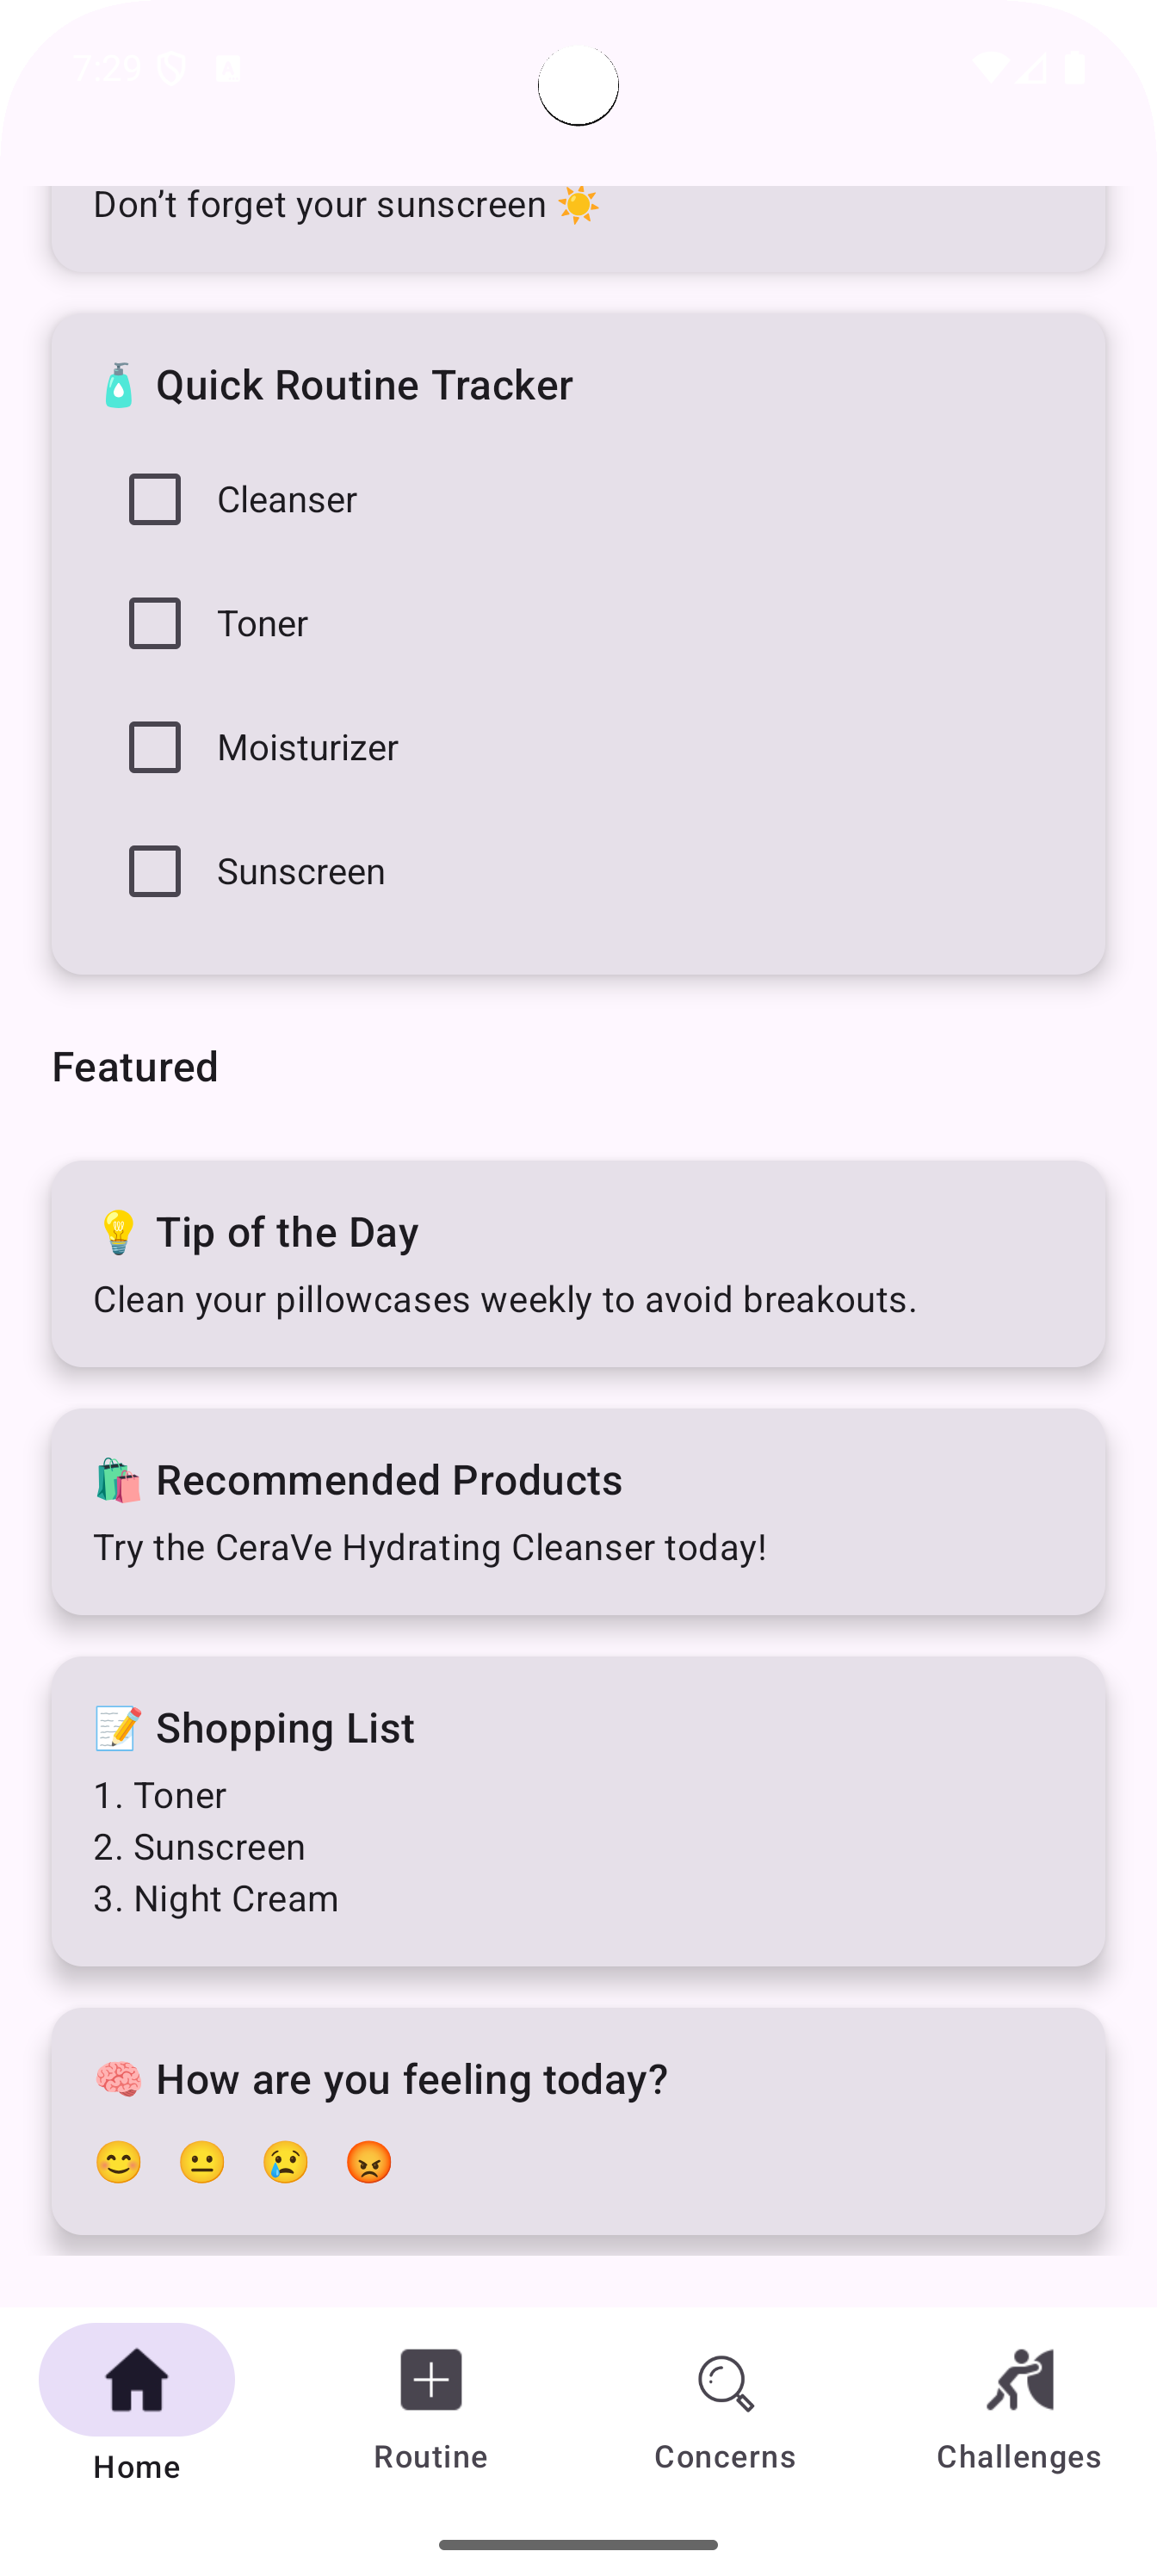 7:29
Don’t forget your sunscreen ☀️
🧴 Quick Routine Tracker
Cleanser
Toner
Moisturizer
Sunscreen
Featured
💡 Tip of the Day
Clean your pillowcases weekly to avoid breakouts.
🛍️ Recommended Products
Try the CeraVe Hydrating Cleanser today!
📝 Shopping List
1. Toner
2. Sunscreen
3. Night Cream
🧠 How are you feeling today?
😊 😐 😢 😡
Home
Routine
Concerns
Challenges